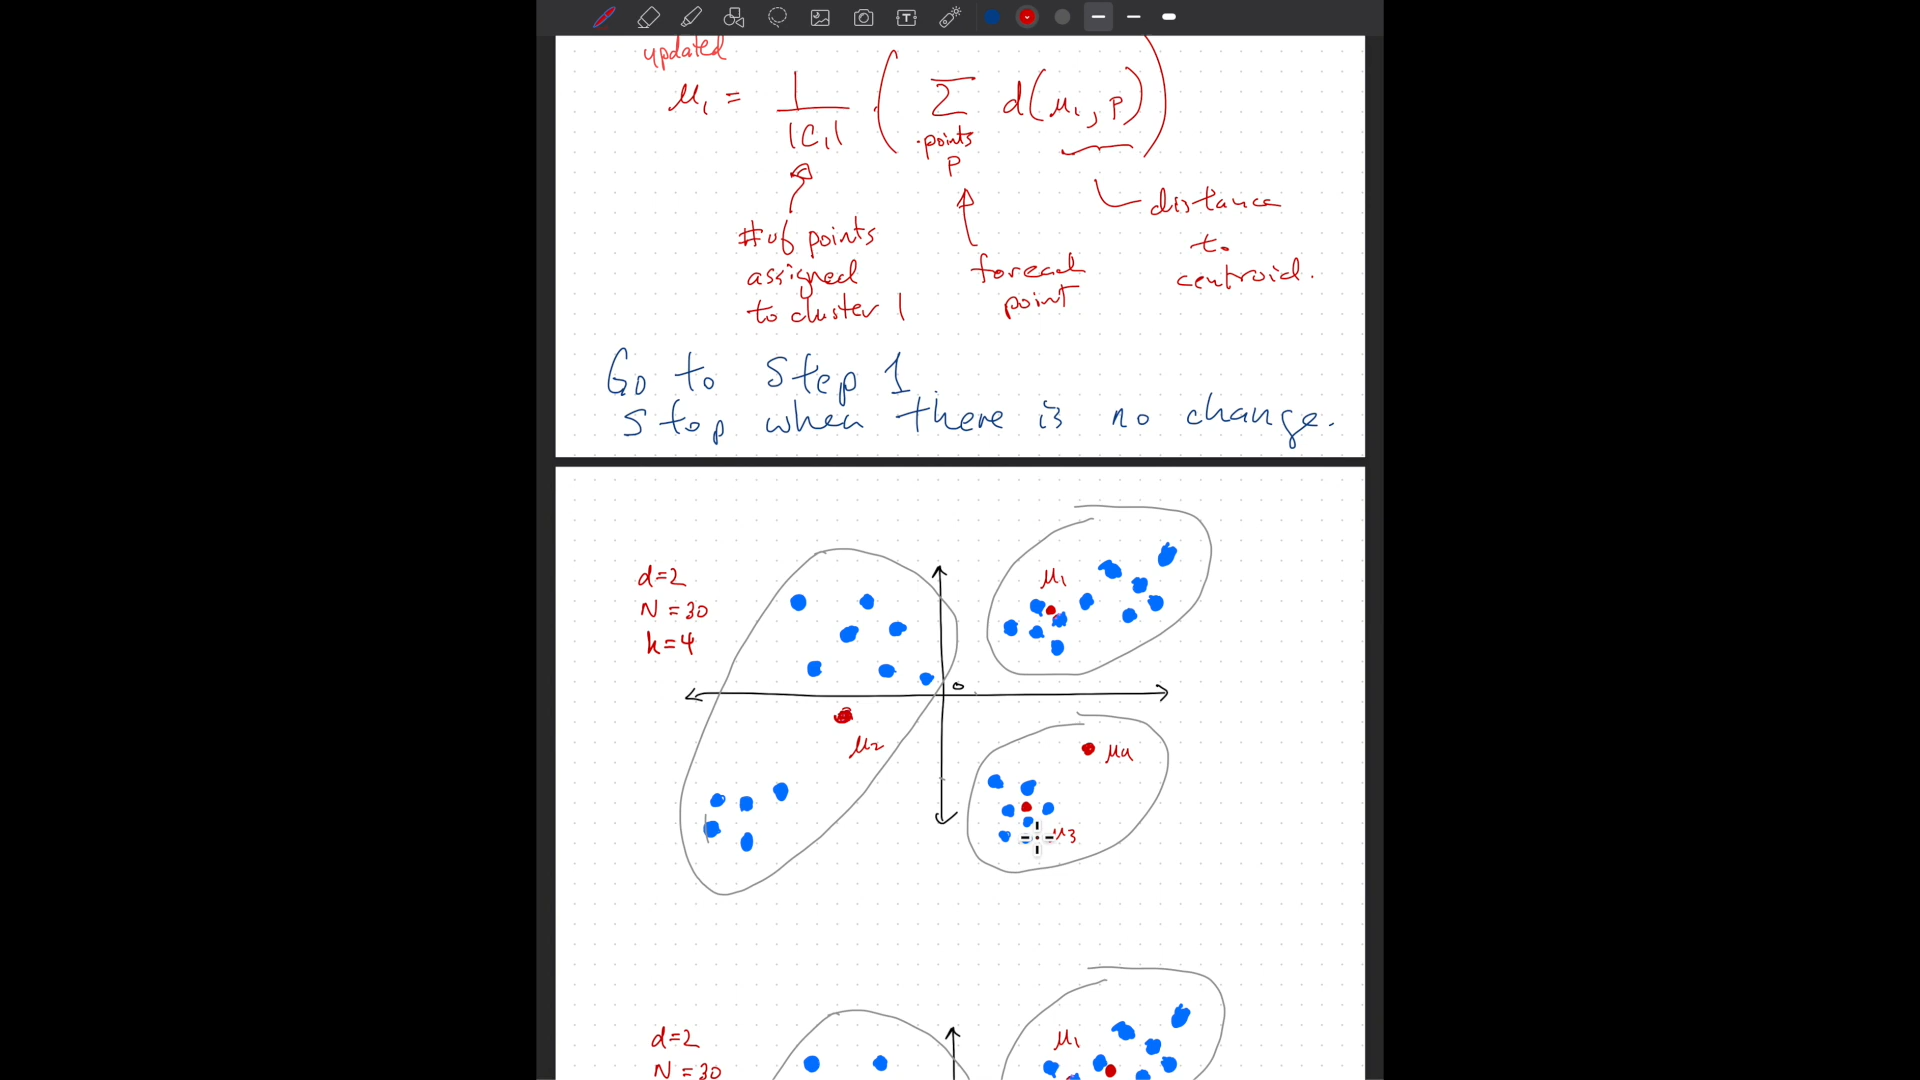 updated
μ₁ = 1/|C₁| · ( Σ points p d(μ₁, p) )
# of points
assigned
to cluster 1
foreach
point
distance
to
centroid.
Go to Step 1
Stop when there is no change.
d=2
N=30
k=4
μ₁
0
μ₂
μ₄
μ₃
d=2
N=30
μ₁